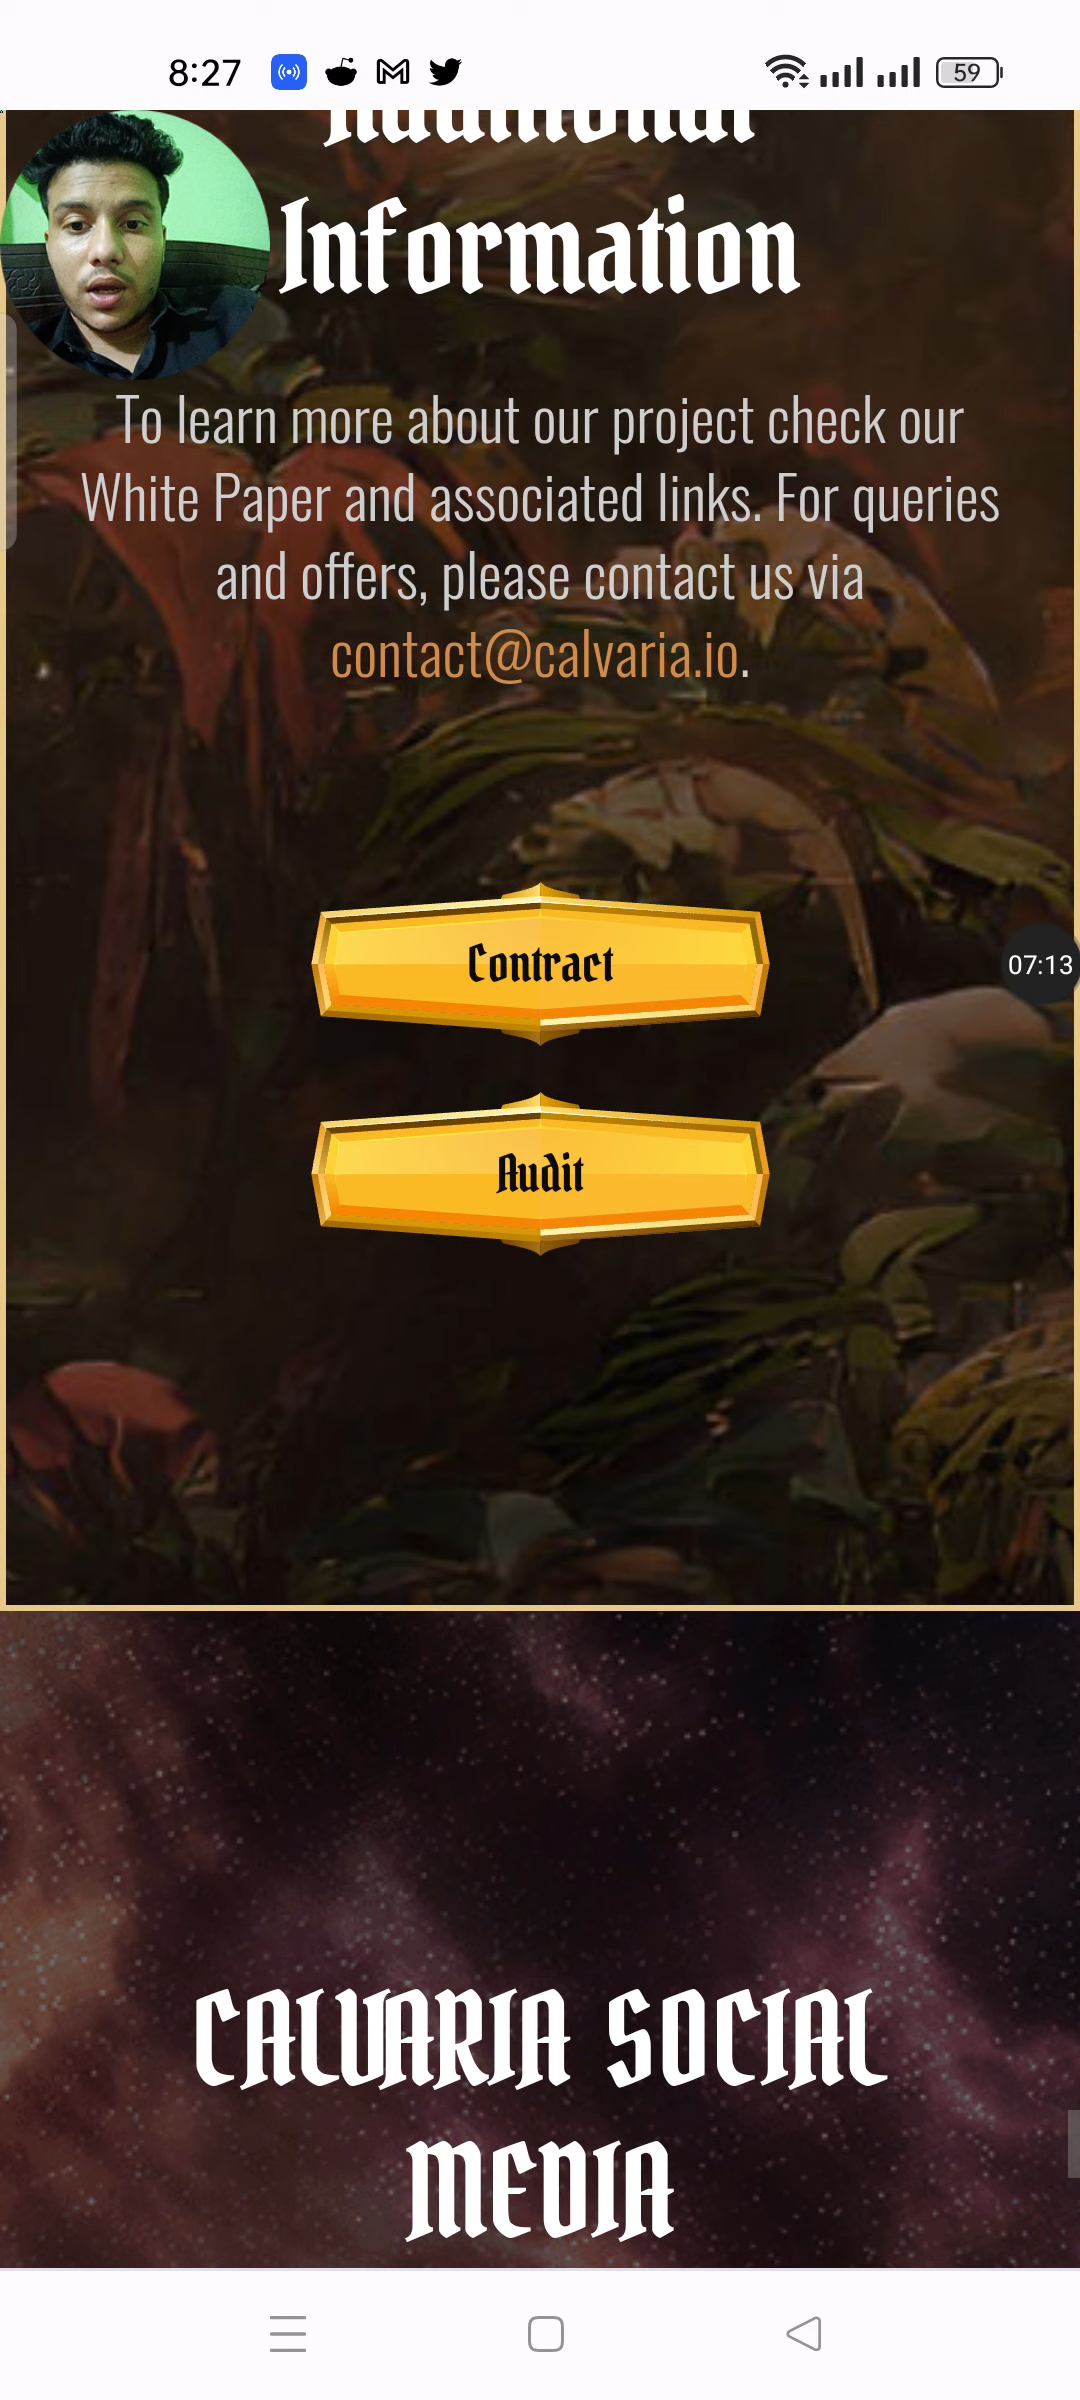 8:27
59
Additional
Information
To learn more about our project check our
White Paper and associated links. For queries
and offers, please contact us via
contact@calvaria.io.
Contract
07:13
Audit
CALVARIA SOCIAL
MEDIA